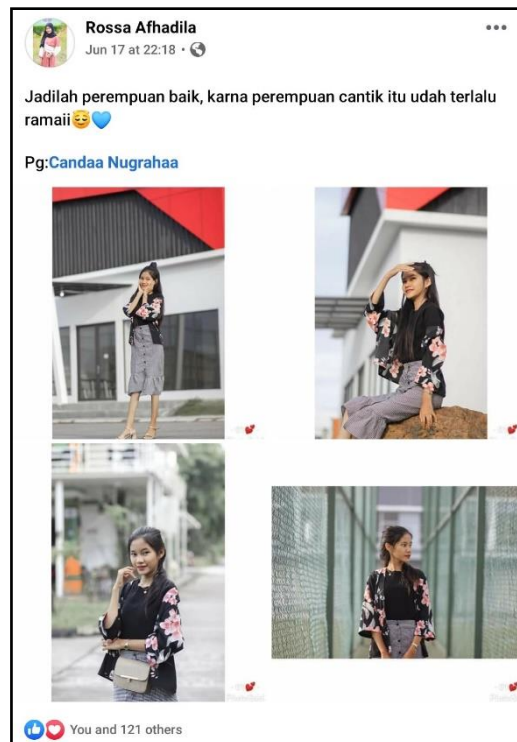 Rossa Afhadila
Jun 17 at 22:18 ·
Jadilah perempuan baik, karna perempuan cantik itu udah terlalu
ramaii😇💙
Pg:Candaa Nugrahaa
You and 121 others